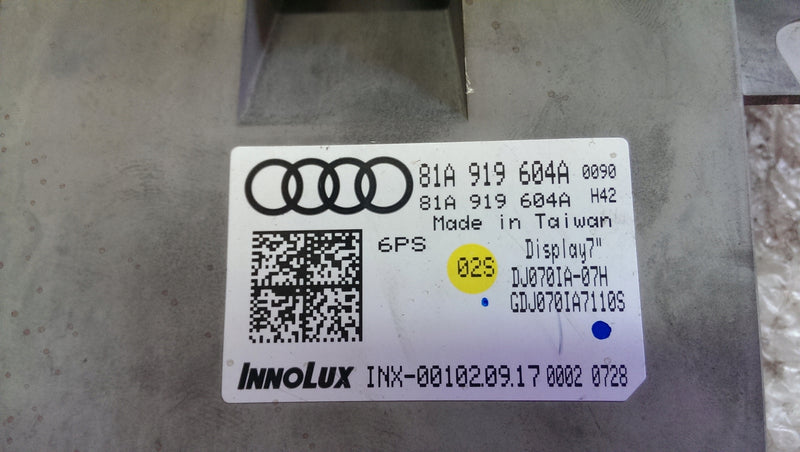 81A 919 604A 0090
81A 919 604A H42
Made in Taiwan
6PS
02S
Display7"
DJ070IA-07H
GDJ070IA7110S
INNOLUX INX-00102.09.17 0002 0728